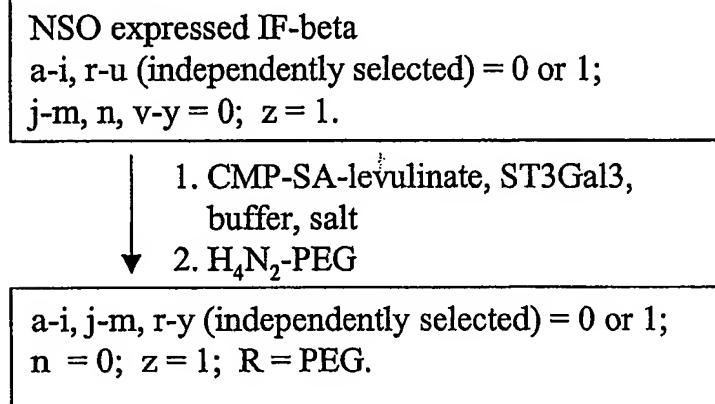 NSO expressed IF-beta
a-i, r-u (independently selected) = 0 or 1;
j-m, n, v-y = 0; z = 1.
1. CMP-SA-levulinate, ST3Gal3,
buffer, salt
2. H₄N₂-PEG
a-i, j-m, r-y (independently selected) = 0 or 1;
n = 0; z = 1; R = PEG.